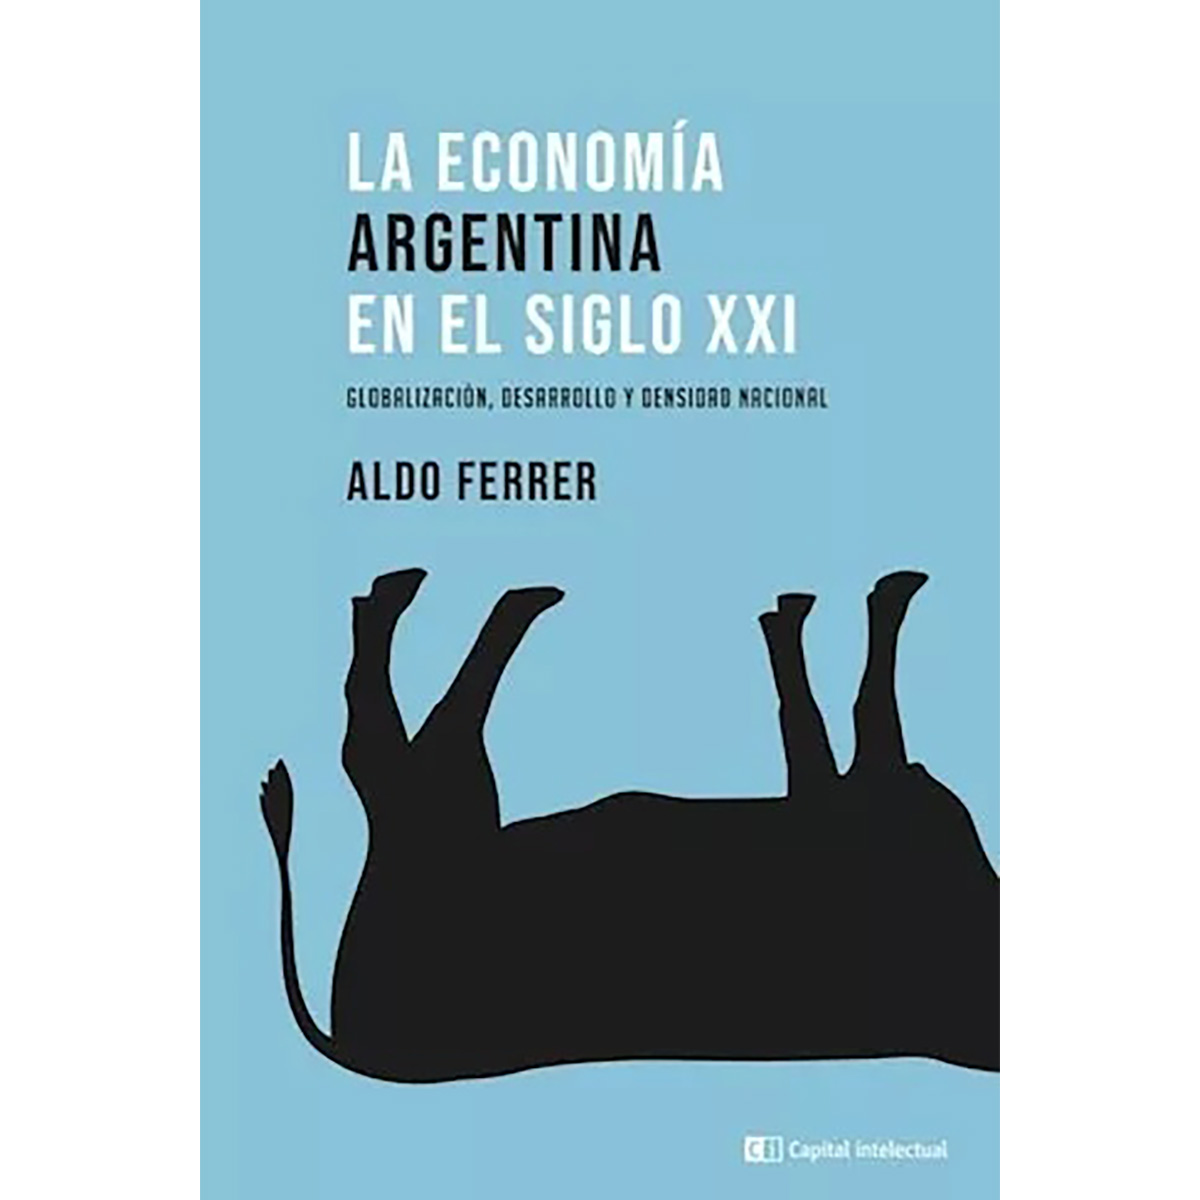 LA ECONOMÍA
ARGENTINA
EN EL SIGLO XXI
GLOBALIZACIÓN, DESARROLLO Y DENSIDAD NACIONAL
ALDO FERRER
Ci Capital intelectual